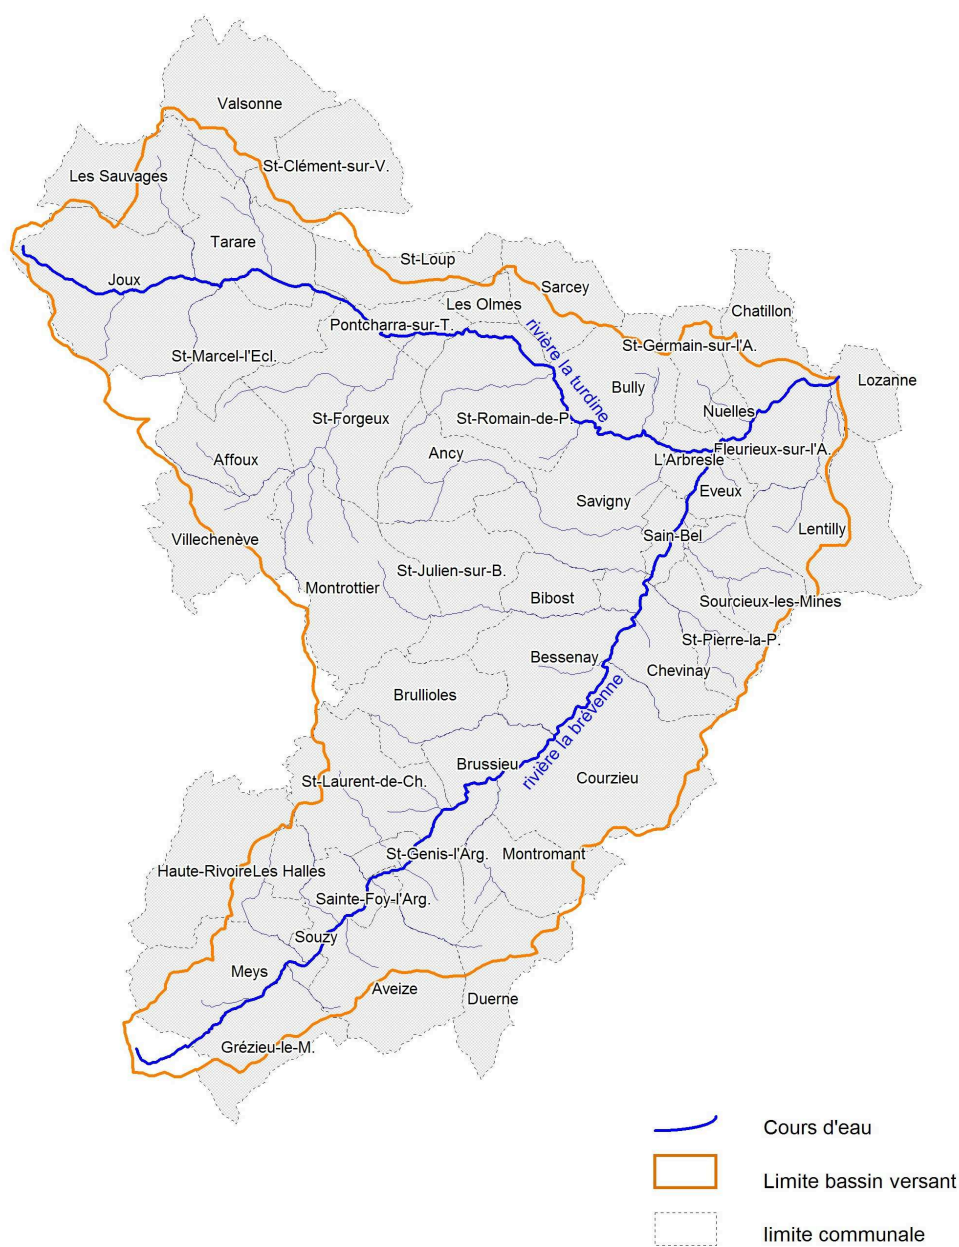 Valsonne
St-Clément-sur-V.
Les Sauvages
Tarare
St-Loup
Joux
Sarcey
Les Olmes
Chatillon
Pontcharra-sur-T.
rivière la turdine
St-Germain-sur-l'A.
St-Marcel-l'Ecl.
Lozanne
Bully
Nuelles
St-Forgeux
St-Romain-de-P.
Fleurieux-sur-l'A.
Ancy
L'Arbresle
Affoux
Eveux
Savigny
Lentilly
Sain-Bel
Villechenève
St-Julien-sur-B.
Montrottier
Bibost
Sourcieux-les-Mines
St-Pierre-la-P.
Bessenay
Chevinay
Brullioles
rivière la brévenne
Brussieu
Courzieu
St-Laurent-de-Ch.
St-Genis-l'Arg.
Montromant
Haute-Rivoire
Les Halles
Sainte-Foy-l'Arg.
Souzy
Meys
Aveize
Duerne
Grézieu-le-M.
Cours d'eau
Limite bassin versant
limite communale